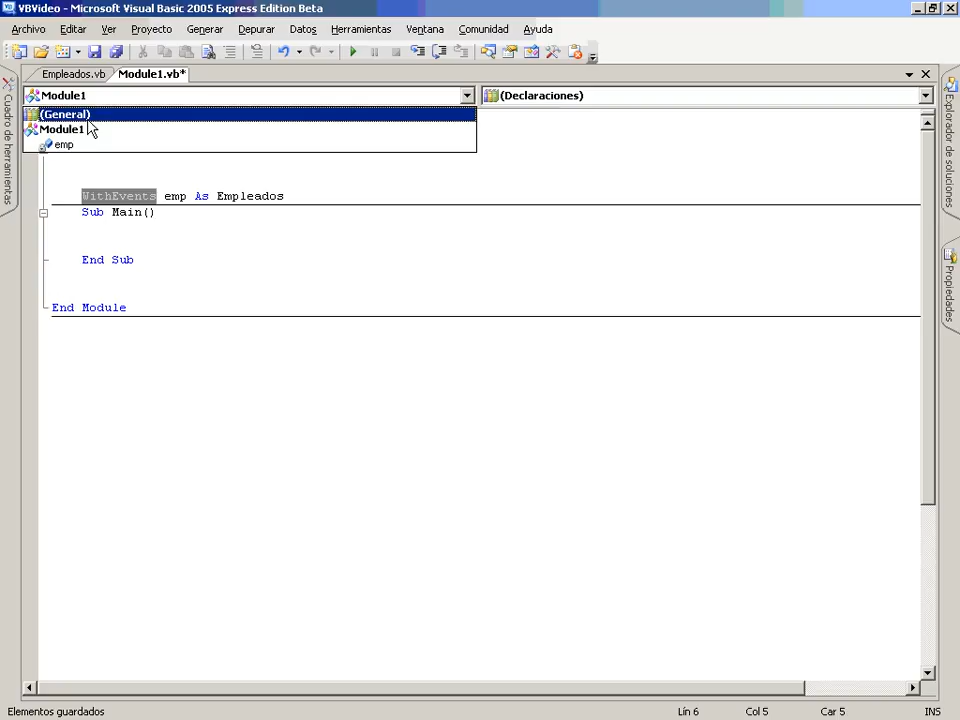 VBVideo - Microsoft Visual Basic 2005 Express Edition Beta
Archivo Editar Ver Proyecto Generar Depurar Datos Herramientas Ventana Comunidad Ayuda
Empleados.vb Module1.vb*
Module1 (Declaraciones)
(General)
Module1
emp
WithEvents emp As Empleados
Sub Main()
End Sub
End Module
Cuadro de herramientas
Explorador de soluciones
Propiedades
Elementos guardados Lín 6 Col 5 Car 5 INS